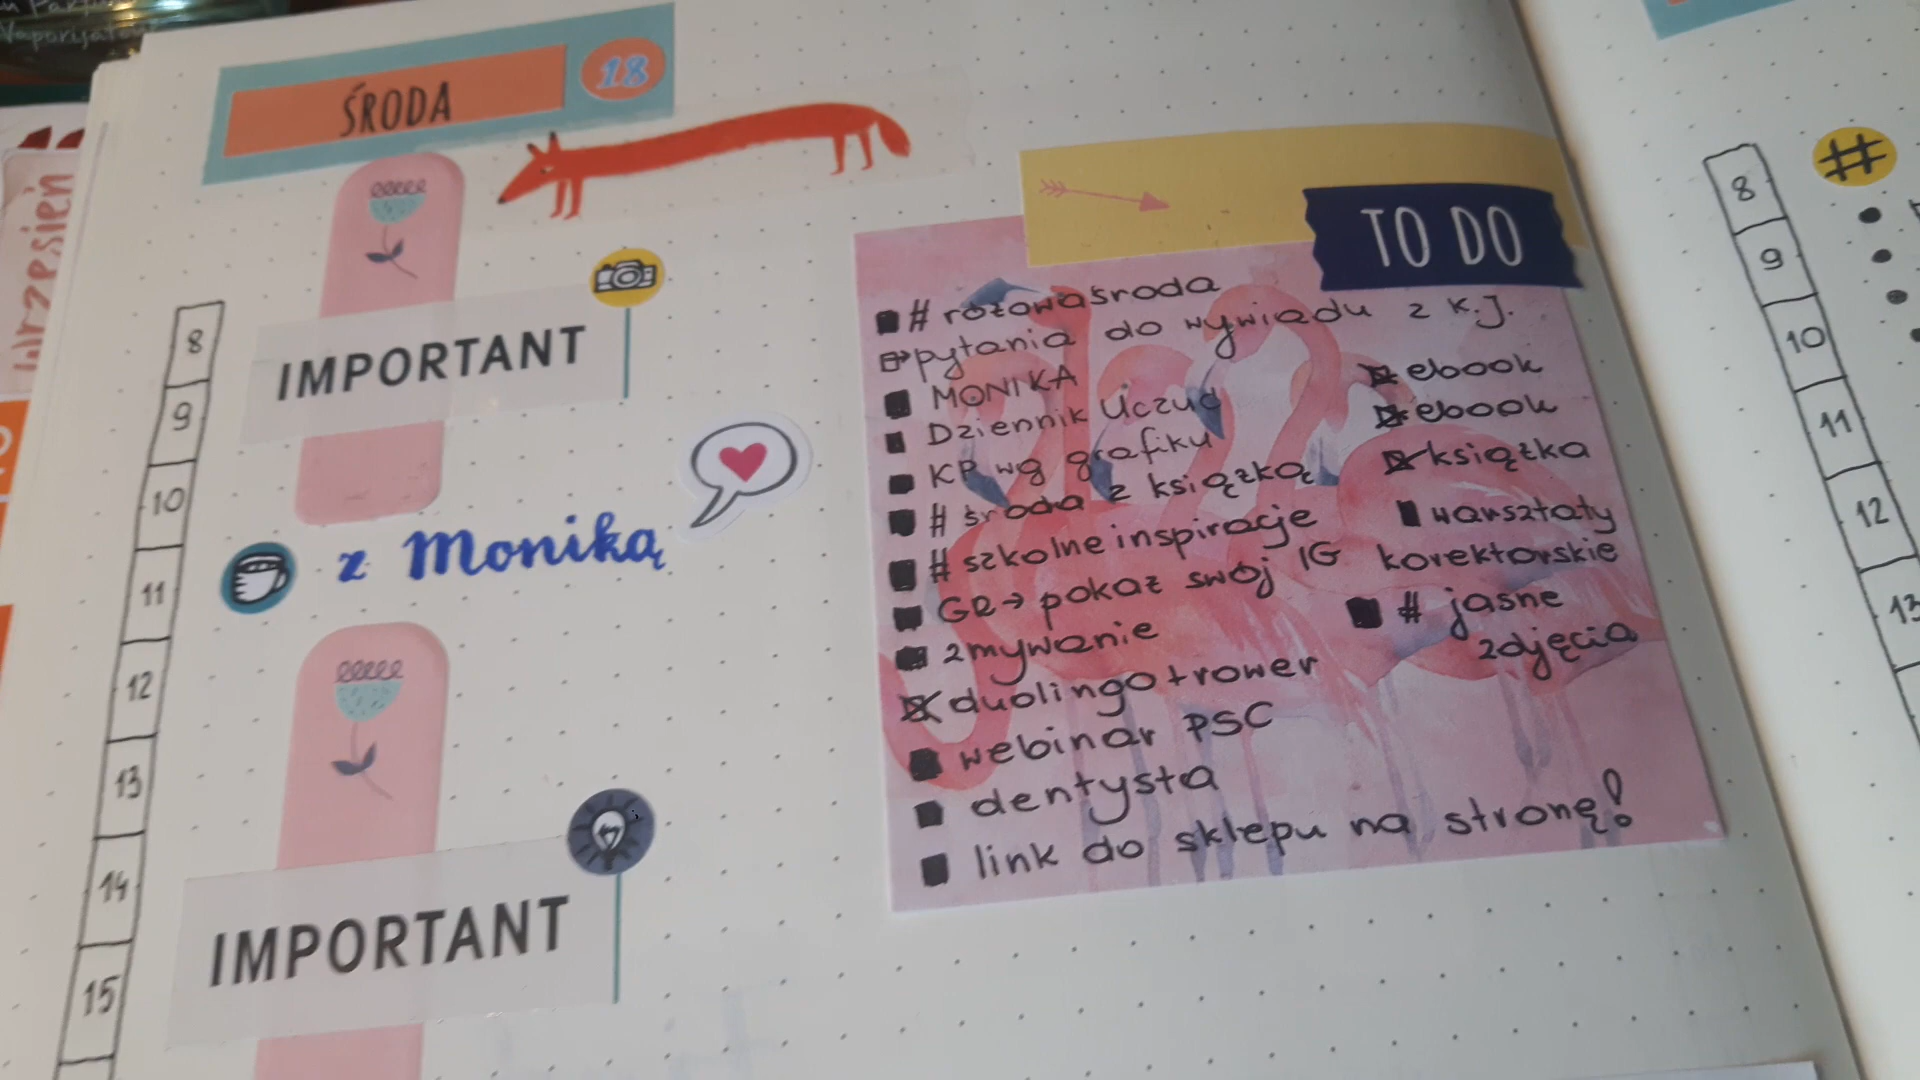 ŚRODA
18
wrzesień
8
9
10
11
12
13
14
15
IMPORTANT
z Moniką
IMPORTANT
TO DO
# różowaśroda
pytania do wywiadu z K.J.
MONIKA
Dziennik Uczuć
KP wg grafiku
# środa z książką
# szkolne inspiracje
GR→ pokaż swój IG
zmywanie
duolingo + rower
webinar PSC
dentysta
link do sklepu na stronę!
ebook
ebook
książka
warsztaty
korektorskie
# jasne
zdjęcia
#
8
9
10
11
12
13